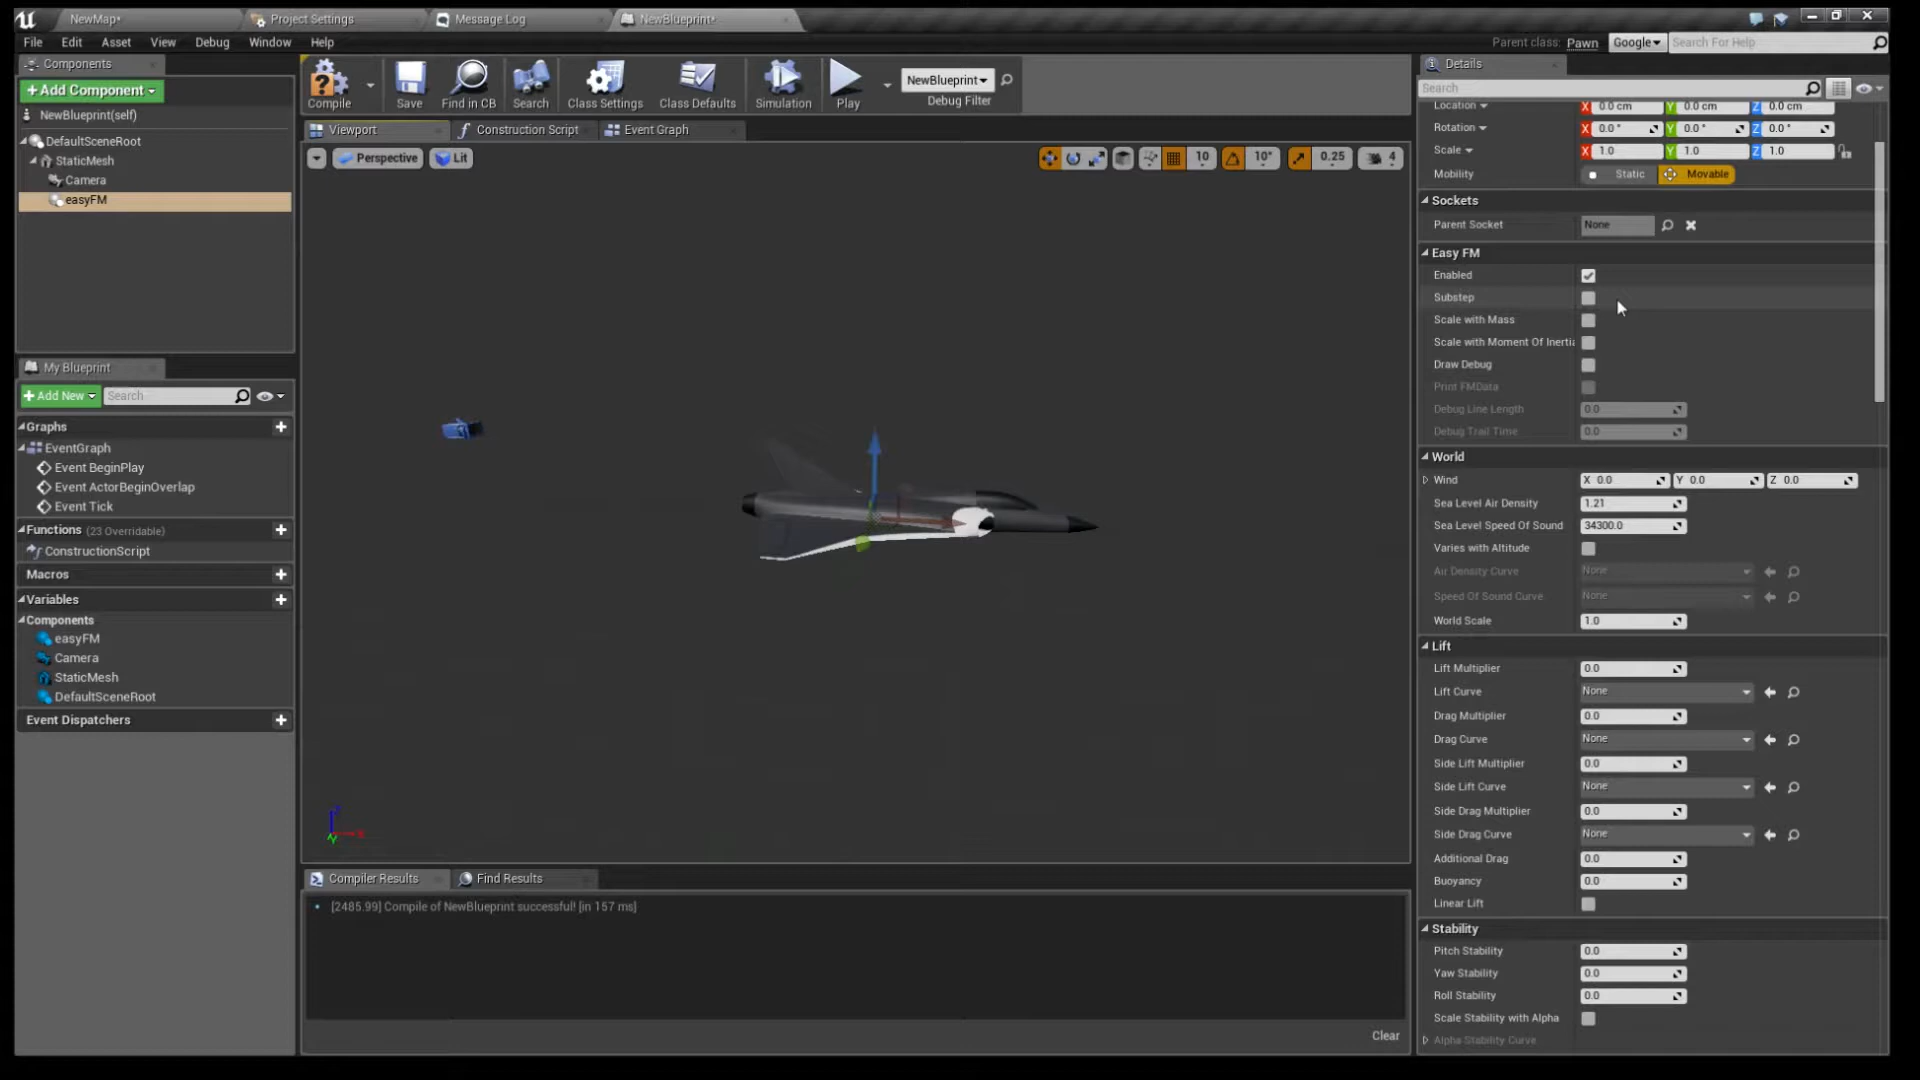 NewMap*
Project Settings
Message Log
NewBlueprint*
File Edit Asset View Debug Window Help
Parent class: Pawn Google Search For Help
Components
+Add Component
NewBlueprint(self)
DefaultSceneRoot
StaticMesh
Camera
easyFM
Compile
Save
Find in CB
Search
Class Settings
Class Defaults
Simulation
Play
NewBlueprint
Debug Filter
Viewport
Construction Script
Event Graph
Perspective
Lit
10
10°
0.25
4
My Blueprint
+Add New Search
Graphs
EventGraph
Event BeginPlay
Event ActorBeginOverlap
Event Tick
Functions (23 Overridable)
ConstructionScript
Macros
Variables
Components
easyFM
Camera
StaticMesh
DefaultSceneRoot
Event Dispatchers
Compiler Results
Find Results
[2485.99] Compile of NewBlueprint successful! [in 157 ms]
Clear
Details
Search
Location X 0.0 cm Y 0.0 cm Z 0.0 cm
Rotation X 0.0 ° Y 0.0 ° Z 0.0 °
Scale X 1.0 Y 1.0 Z 1.0
Mobility Static Movable
Sockets
Parent Socket None
Easy FM
Enabled
Substep
Scale with Mass
Scale with Moment Of Inertia
Draw Debug
Print FMData
Debug Line Length 0.0
Debug Trail Time 0.0
World
Wind X 0.0 Y 0.0 Z 0.0
Sea Level Air Density 1.21
Sea Level Speed Of Sound 34300.0
Varies with Altitude
Air Density Curve None
Speed Of Sound Curve None
World Scale 1.0
Lift
Lift Multiplier 0.0
Lift Curve None
Drag Multiplier 0.0
Drag Curve None
Side Lift Multiplier 0.0
Side Lift Curve None
Side Drag Multiplier 0.0
Side Drag Curve None
Additional Drag 0.0
Buoyancy 0.0
Linear Lift
Stability
Pitch Stability 0.0
Yaw Stability 0.0
Roll Stability 0.0
Scale Stability with Alpha
Alpha Stability Curve